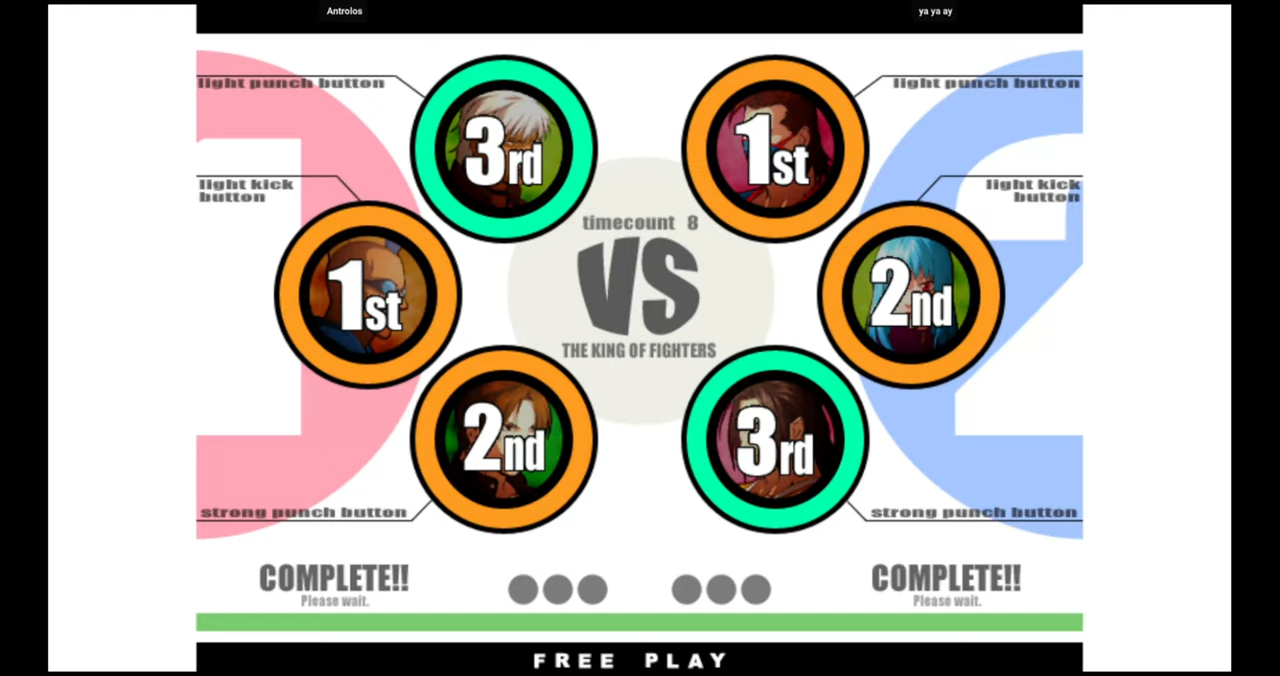 Antrolos
ya ya ay
light punch button
3rd
1st
light punch button
light kick
button
light kick
button
timecount 8
1st
VS
2nd
THE KING OF FIGHTERS
2nd
3rd
strong punch button
strong punch button
COMPLETE!!
Please wait.
COMPLETE!!
Please wait.
FREE PLAY